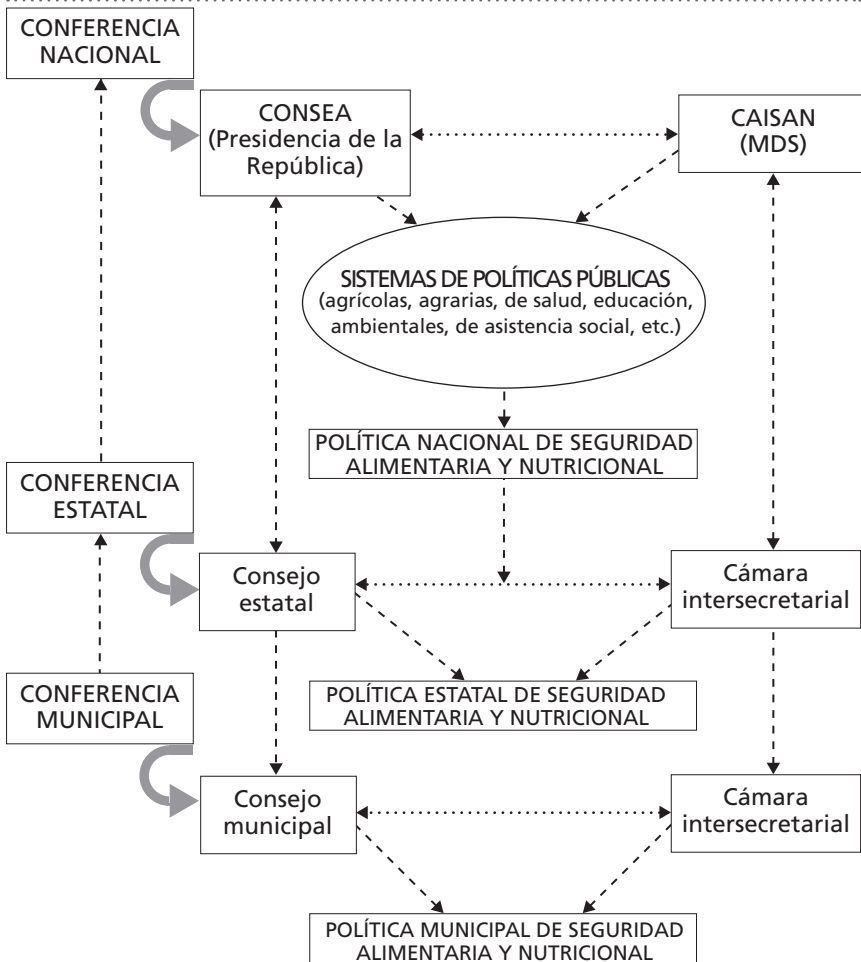 CONFERENCIA
NACIONAL
CONSEA
(Presidencia de la
República)
CAISAN
(MDS)
SISTEMAS DE POLÍTICAS PÚBLICAS
(agrícolas, agrarias, de salud, educación,
ambientales, de asistencia social, etc.)
POLÍTICA NACIONAL DE SEGURIDAD
ALIMENTARIA Y NUTRICIONAL
CONFERENCIA
ESTATAL
Consejo
estatal
Cámara
intersecretarial
CONFERENCIA
MUNICIPAL
POLÍTICA ESTATAL DE SEGURIDAD
ALIMENTARIA Y NUTRICIONAL
Consejo
municipal
Cámara
intersecretarial
POLÍTICA MUNICIPAL DE SEGURIDAD
ALIMENTARIA Y NUTRICIONAL